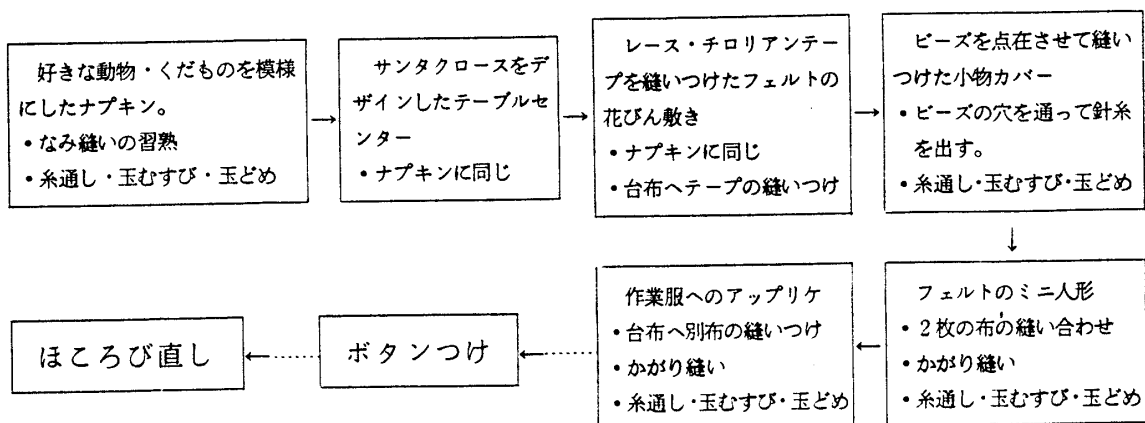 好きな動物・くだものを模様
にしたナプキン。
・なみ縫いの習熟
・糸通し・玉むすび・玉どめ
サンタクロースをデ
ザインしたテーブルセ
ンター
・ナプキンに同じ
レース・チロリアンテー
プを縫いつけたフェルトの
花びん敷き
・ナプキンに同じ
・台布へテープの縫いつけ
ビーズを点在させて縫い
つけた小物カバー
・ビーズの穴を通って針糸
を出す。
・糸通し・玉むすび・玉どめ
フェルトのミニ人形
・2枚の布の縫い合わせ
・かがり縫い
・糸通し・玉むすび・玉どめ
作業服へのアップリケ
・台布へ別布の縫いつけ
・かがり縫い
・糸通し・玉むすび・玉どめ
ボタンつけ
ほころび直し